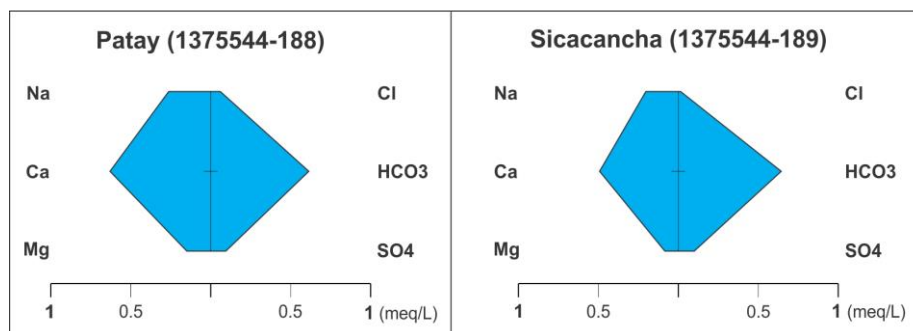 Patay (1375544-188)
Na Cl
Ca HCO3
Mg SO4
1 0.5 0.5 1 (meq/L)
Sicacancha (1375544-189)
Na Cl
Ca HCO3
Mg SO4
1 0.5 0.5 1 (meq/L)